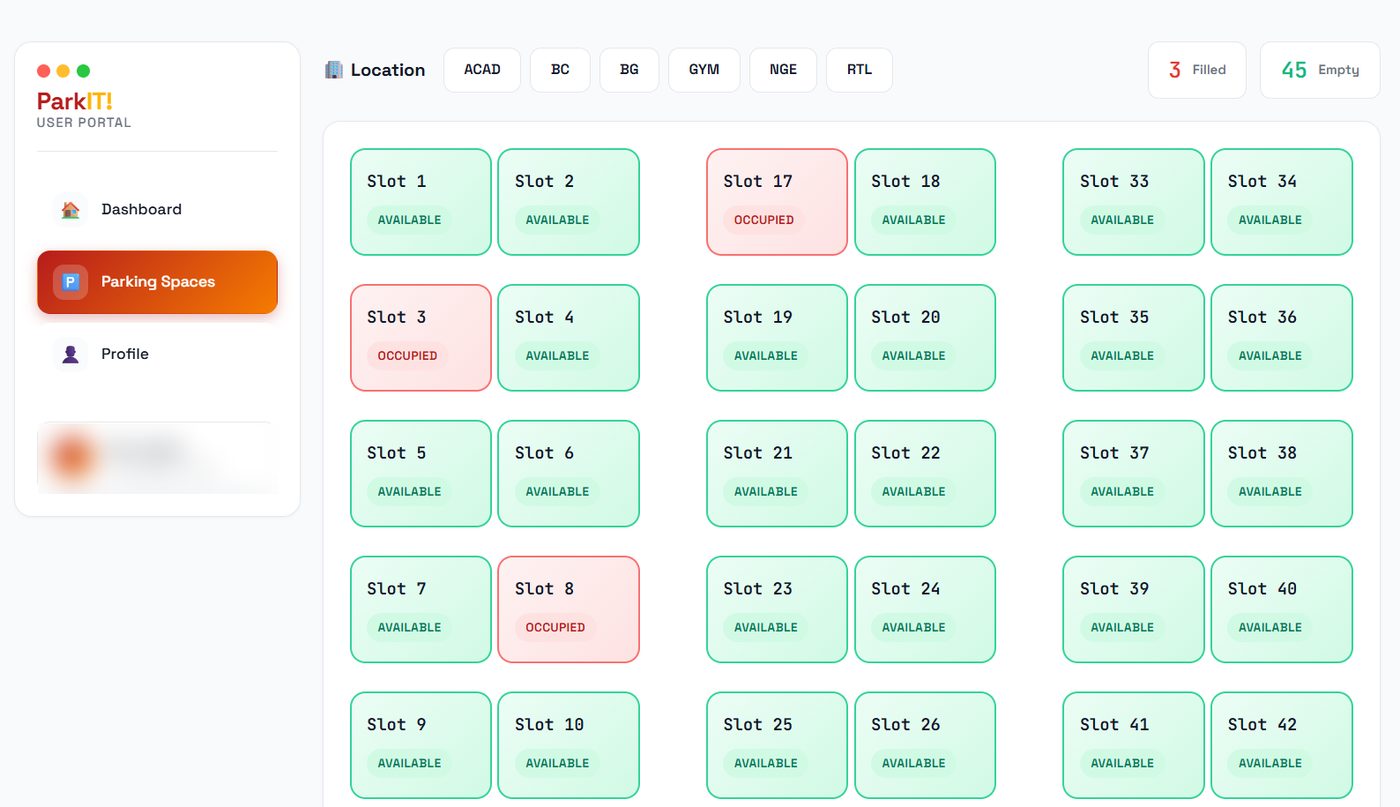 ParkIT!
USER PORTAL
Dashboard
P
Parking Spaces
Profile
Location
ACAD
BC
BG
GYM
NGE
RTL
3 Filled
45 Empty
Slot 1 Slot 2 Slot 17 Slot 18 Slot 33 Slot 34
AVAILABLE AVAILABLE OCCUPIED AVAILABLE AVAILABLE AVAILABLE
Slot 3 Slot 4 Slot 19 Slot 20 Slot 35 Slot 36
OCCUPIED AVAILABLE AVAILABLE AVAILABLE AVAILABLE AVAILABLE
Slot 5 Slot 6 Slot 21 Slot 22 Slot 37 Slot 38
AVAILABLE AVAILABLE AVAILABLE AVAILABLE AVAILABLE AVAILABLE
Slot 7 Slot 8 Slot 23 Slot 24 Slot 39 Slot 40
AVAILABLE OCCUPIED AVAILABLE AVAILABLE AVAILABLE AVAILABLE
Slot 9 Slot 10 Slot 25 Slot 26 Slot 41 Slot 42
AVAILABLE AVAILABLE AVAILABLE AVAILABLE AVAILABLE AVAILABLE